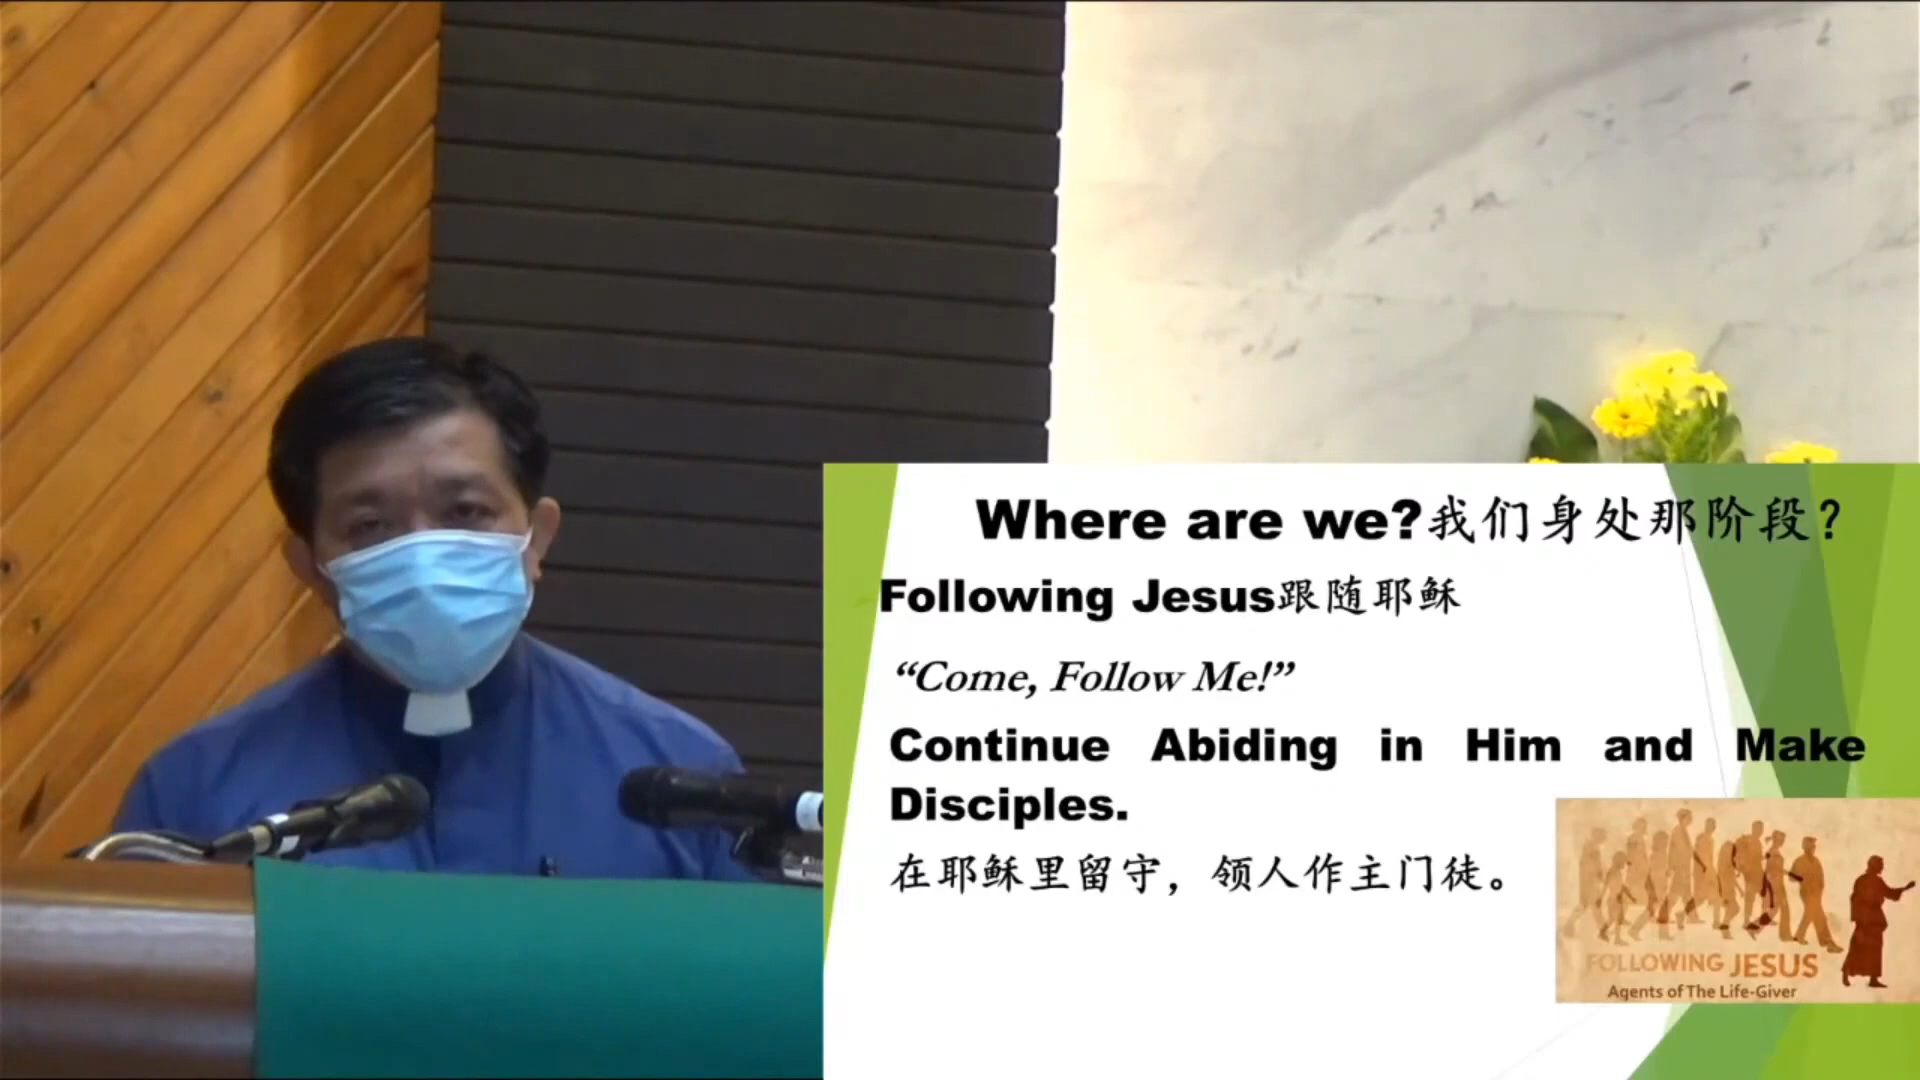 Where are we?我们身处那阶段？
Following Jesus跟随耶稣
“Come, Follow Me!”
Continue Abiding in Him and Make
Disciples.
在耶稣里留守，领人作主门徒。
FOLLOWING JESUS
Agents of The Life-Giver